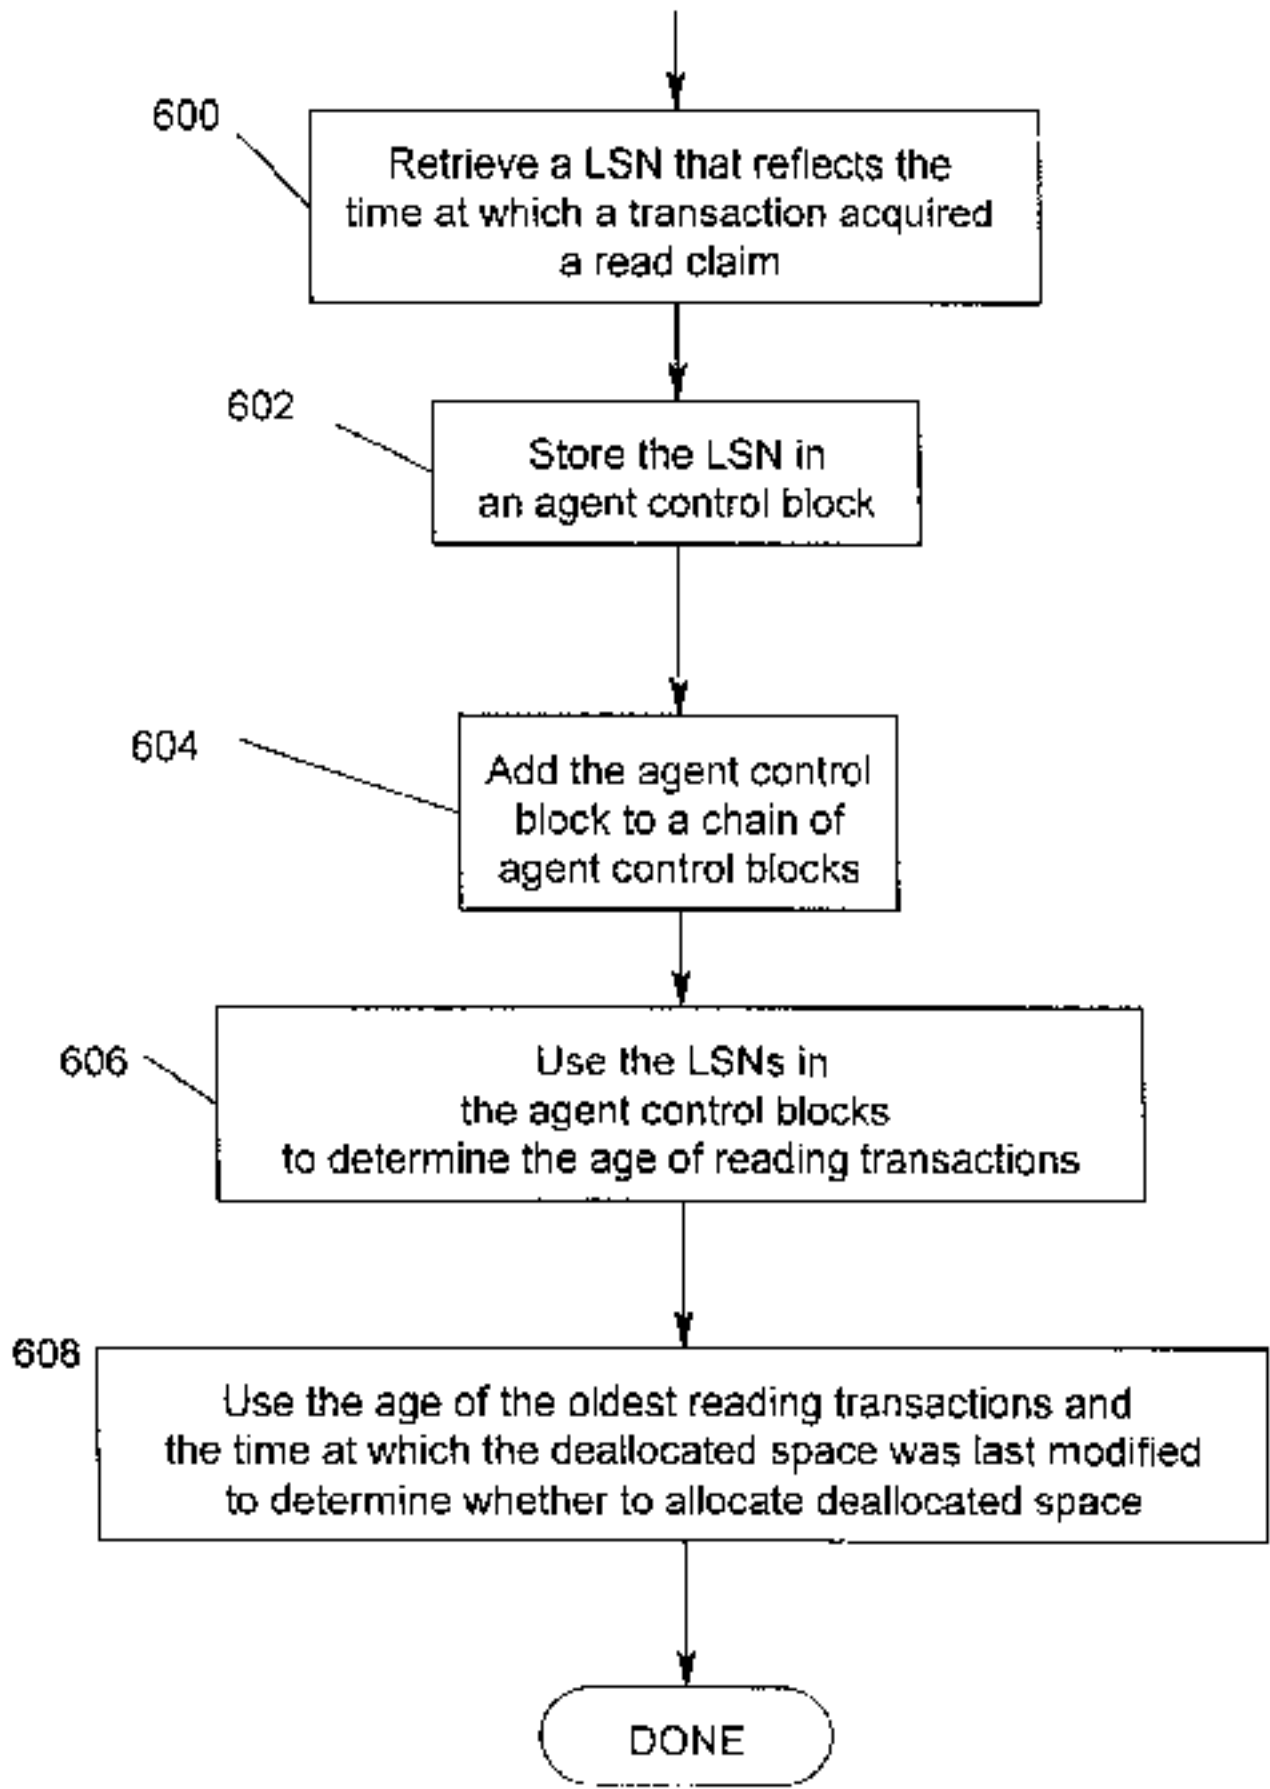 600
Retrieve a LSN that reflects the
time at which a transaction acquired
a read claim
602
Store the LSN in
an agent control block
604
Add the agent control
block to a chain of
agent control blocks
606
Use the LSNs in
the agent control blocks
to determine the age of reading transactions
608
Use the age of the oldest reading transactions and
the time at which the deallocated space was last modified
to determine whether to allocate deallocated space
DONE